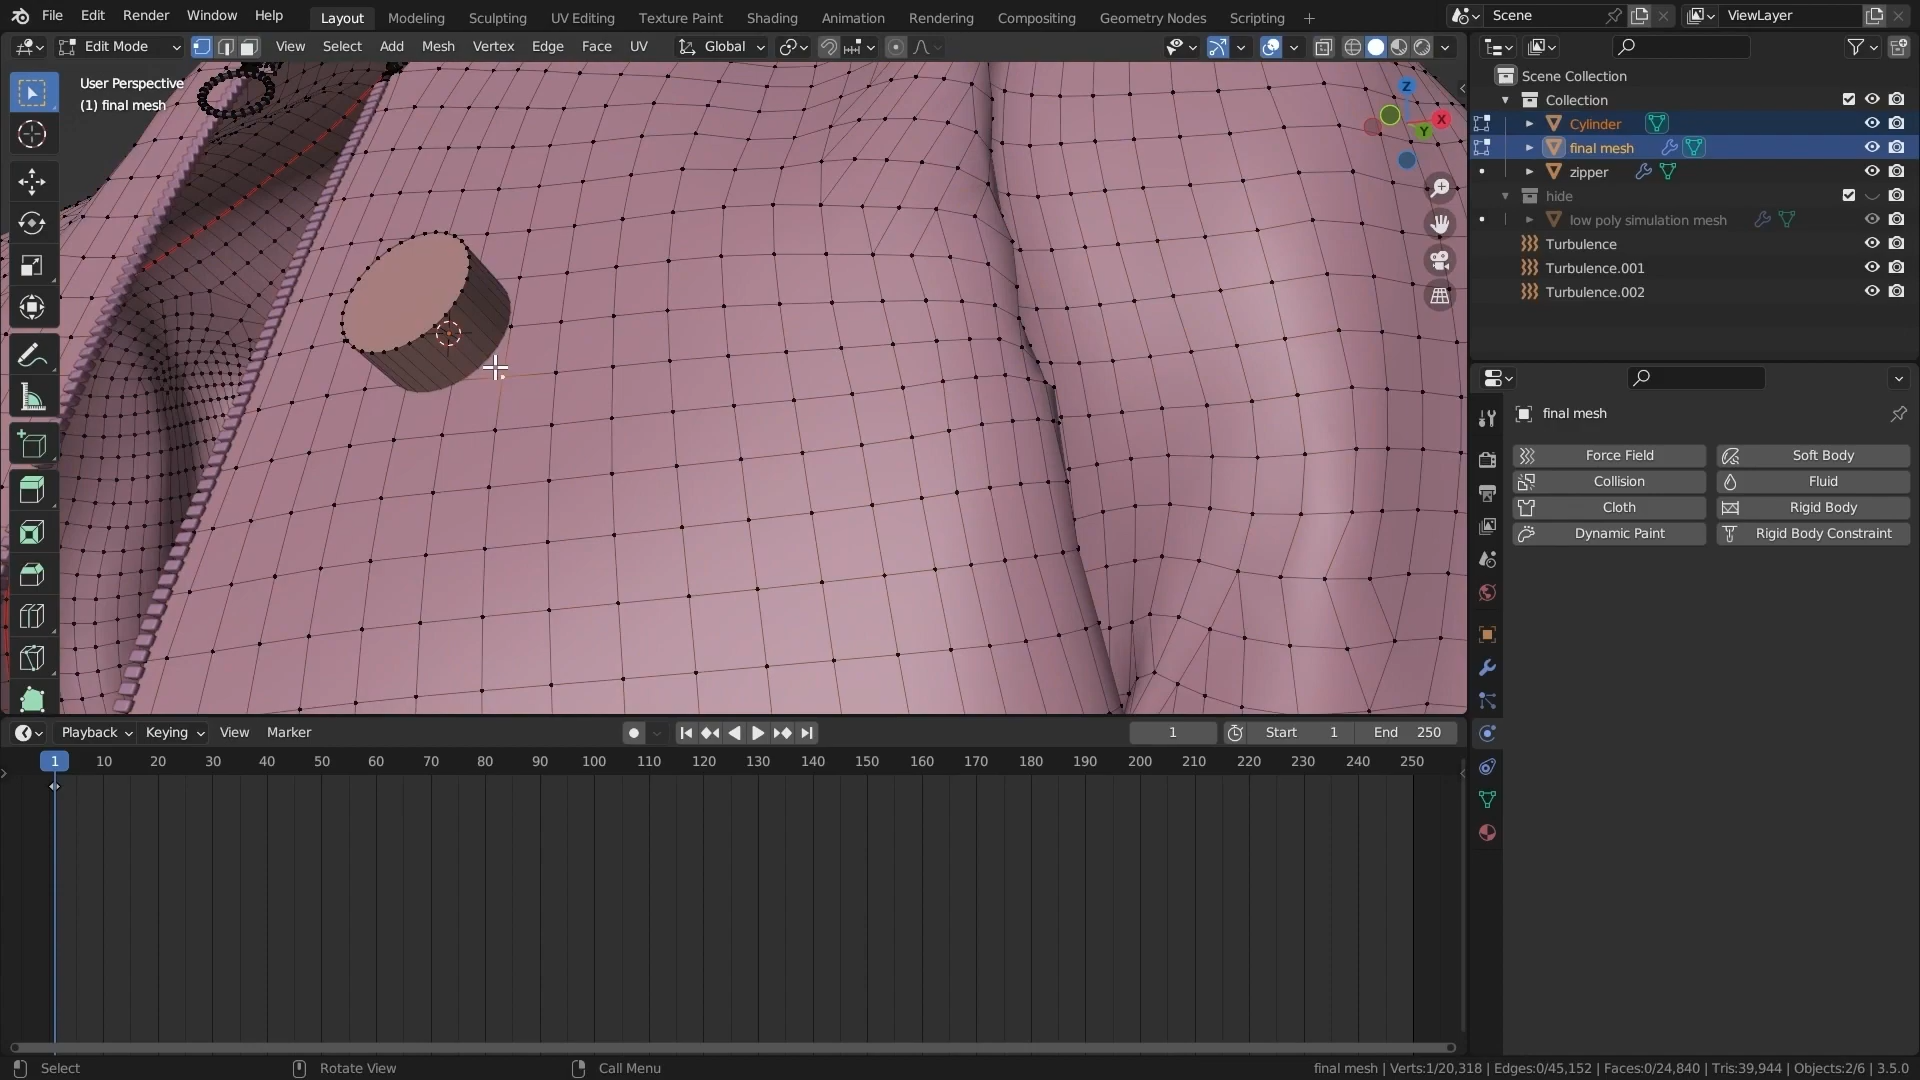 File Edit Render Window Help Layout Modeling Sculpting UV Editing Texture Paint Shading Animation Rendering Compositing Geometry Nodes Scripting + Scene ViewLayer
Edit Mode View Select Add Mesh Vertex Edge Face UV Global
User Perspective
(1) final mesh
Z
X
Y
Scene Collection
Collection
Cylinder
final mesh
zipper
hide
low poly simulation mesh
Turbulence
Turbulence.001
Turbulence.002
final mesh
Force Field Soft Body
Collision Fluid
Cloth Rigid Body
Dynamic Paint Rigid Body Constraint
Playback Keying View Marker 1 Start 1 End 250
1 10 20 30 40 50 60 70 80 90 100 110 120 130 140 150 160 170 180 190 200 210 220 230 240 250
Select Rotate View Call Menu final mesh | Verts:1/20,318 | Edges:0/45,152 | Faces:0/24,840 | Tris:39,944 | Objects:2/6 | 3.5.0